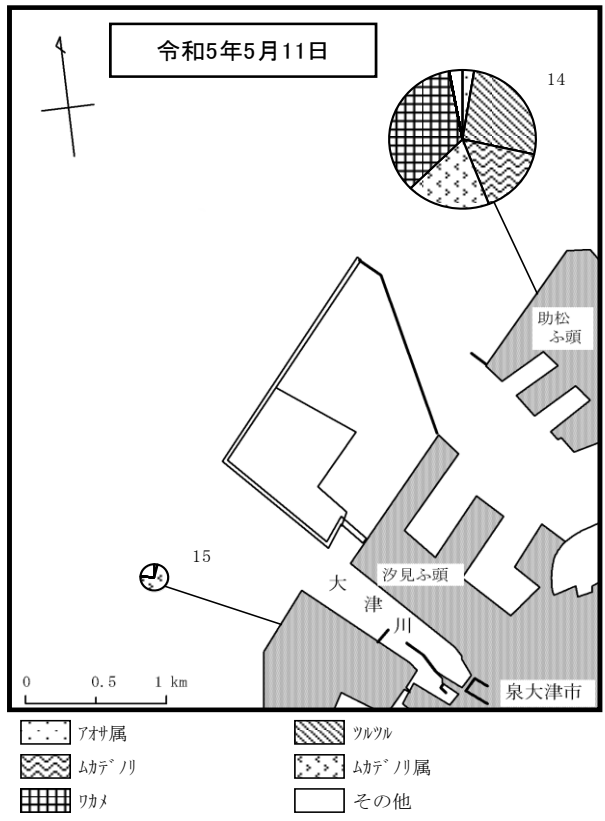 令和5年5月11日
14
助松
ふ頭
15
汐見ふ頭
大津川
0 0.5 1 km
泉大津市
ｱｵｻ属
ﾂﾙﾂﾙ
ﾑｶﾃﾞﾉﾘ
ﾑｶﾃﾞﾉﾘ属
ﾜｶﾒ
その他